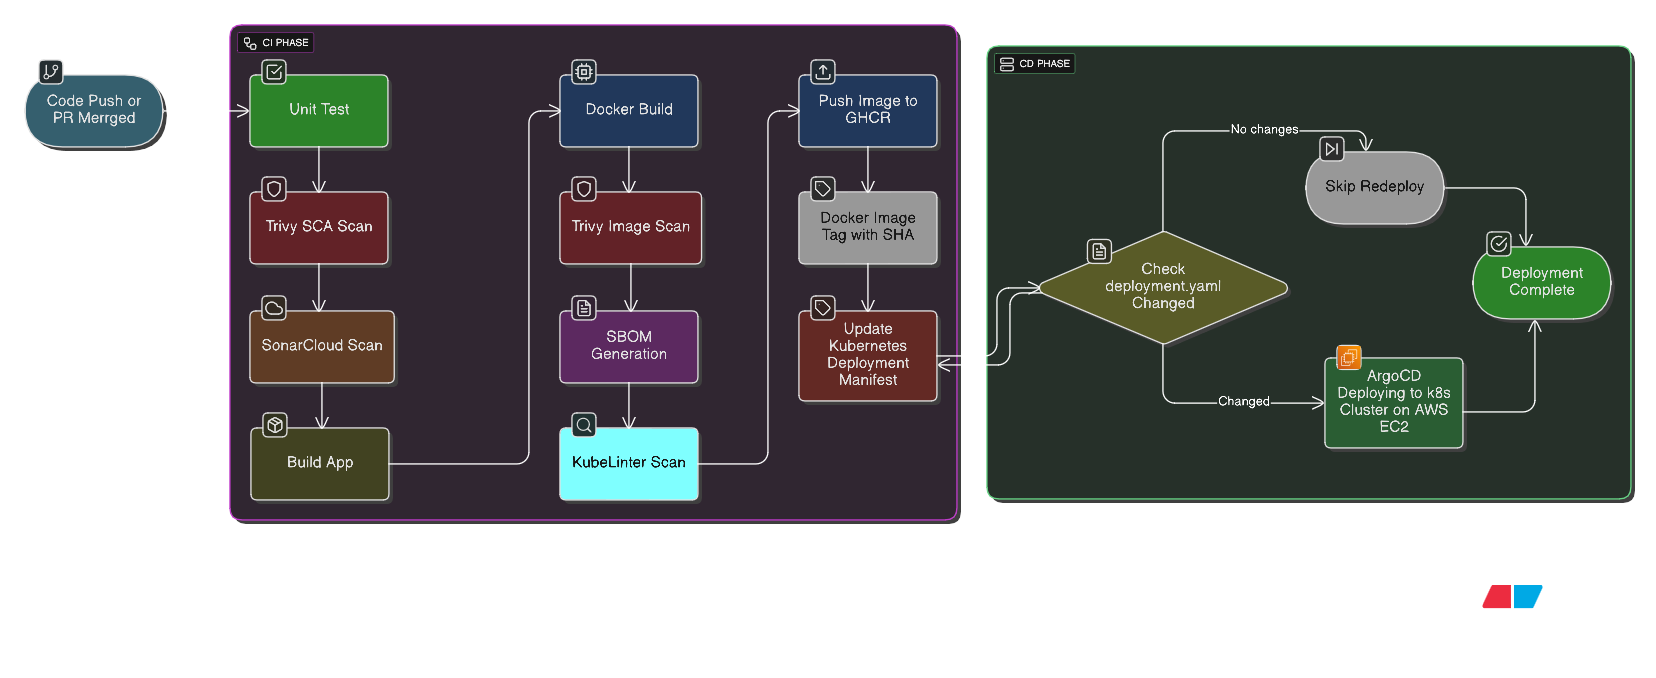 Code Push or
PR Merrged
CI PHASE
Unit Test
Trivy SCA Scan
SonarCloud Scan
Build App
Docker Build
Trivy Image Scan
SBOM
Generation
KubeLinter Scan
Push Image to
GHCR
Docker Image
Tag with SHA
Update
Kubernetes
Deployment
Manifest
CD PHASE
Check
deployment.yaml
Changed
No changes
Skip Redeploy
Changed
ArgoCD
Deploying to k8s
Cluster on AWS
EC2
Deployment
Complete